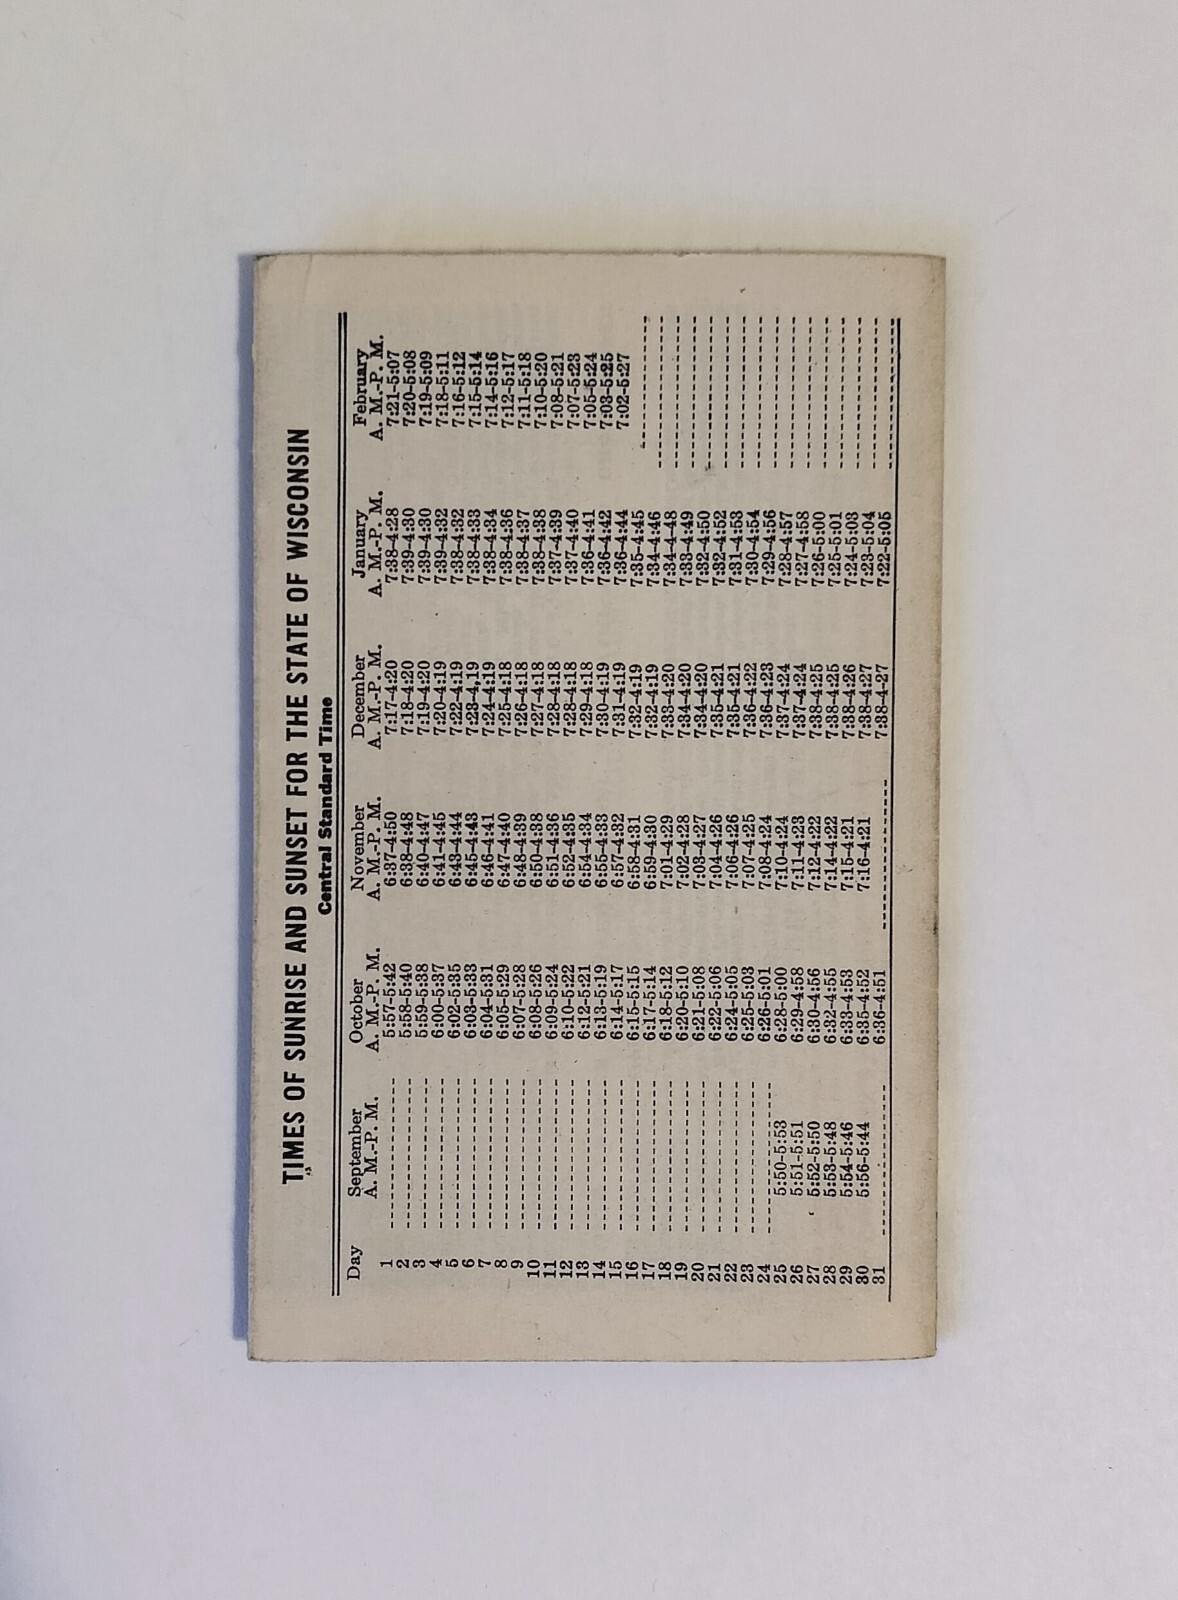 TIMES OF SUNRISE AND SUNSET FOR THE STATE OF WISCONSIN
Central Standard Time
Day September October November December January February
A. M.-P. M. A. M.-P. M. A. M.-P. M. A. M.-P. M. A. M.-P. M. A. M.-P. M.
1 5:57-5:42 6:37-4:50 7:17-4:20 7:38-4:28 7:21-5:07
2 5:58-5:40 6:38-4:48 7:18-4:20 7:39-4:30 7:20-5:08
3 5:59-5:38 6:40-4:47 7:19-4:20 7:39-4:30 7:19-5:09
4 6:00-5:37 6:41-4:45 7:20-4:19 7:39-4:32 7:18-5:11
5 6:02-5:35 6:43-4:44 7:22-4:19 7:38-4:32 7:16-5:12
6 6:03-5:33 6:45-4:43 7:23-4,19 7:38-4:33 7:15-5:14
7 6:04-5:31 6:46-4:41 7:24-4:19 7:38-4:34 7:14-5:16
8 6:05-5:29 6:47-4:40 7:25-4:18 7:38-4:36 7:12-5:17
9 6:07-5:28 6:48-4:39 7:26-4:18 7:38-4:37 7:11-5:18
10 6:08-5:26 6:50-4:38 7:27-4:18 7:38-4:38 7:10-5:20
11 6:09-5:24 6:51-4:36 7:28-4:18 7:37-4:39 7:08-5:21
12 6:10-5:22 6:52-4:35 7:28-4:18 7:37-4:40 7:07-5:23
13 6:12-5:21 6:54-4:34 7:29-4:18 7:36-4:41 7:05-5:24
14 6:13-5:19 6:55-4:33 7:30-4:19 7:36-4:42 7:03-5:25
15 6:14-5:17 6:57-4:32 7:31-4:19 7:36-4:44 7:02-5:27
16 6:15-5:15 6:58-4:31 7:32-4:19 7:35-4:45
17 6:17-5:14 6:59-4:30 7:32-4:19 7:34-4:46
18 6:18-5:12 7:01-4:29 7:33-4:20 7:34-4-48
19 6:20-5:10 7:02-4:28 7:34-4:20 7:33-4:49
20 6:21-5:08 7:03-4:27 7:34-4:20 7:32-4:50
21 6:22-5:06 7:04-4:26 7:35-4:21 7:32-4:52
22 6:24-5:05 7:06-4:26 7:35-4:21 7:31-4:53
23 6:25-5:03 7:07-4:25 7:36-4:22 7:30-4:54
24 6:26-5:01 7:08-4:24 7:36-4:23 7:29-4:56
25 5:50-5:53 6:28-5:00 7:10-4:24 7:37-4:24 7:28-4:57
26 5:51-5:51 6:29-4:58 7:11-4:23 7:37-4:24 7:27-4:58
27 5:52-5:50 6:30-4:56 7:12-4:22 7:38-4:25 7:26-5:00
28 5:53-5:48 6:32-4:55 7:14-4:22 7:38-4:25 7:25-5:01
29 5:54-5:46 6:33-4:53 7:15-4:21 7:38-4:26 7:24-5:03
30 5:56-5:44 6:35-4:52 7:16-4:21 7:38-4:27 7:23-5:04
31 6:36-4:51 7:38-4-27 7:22-5:05